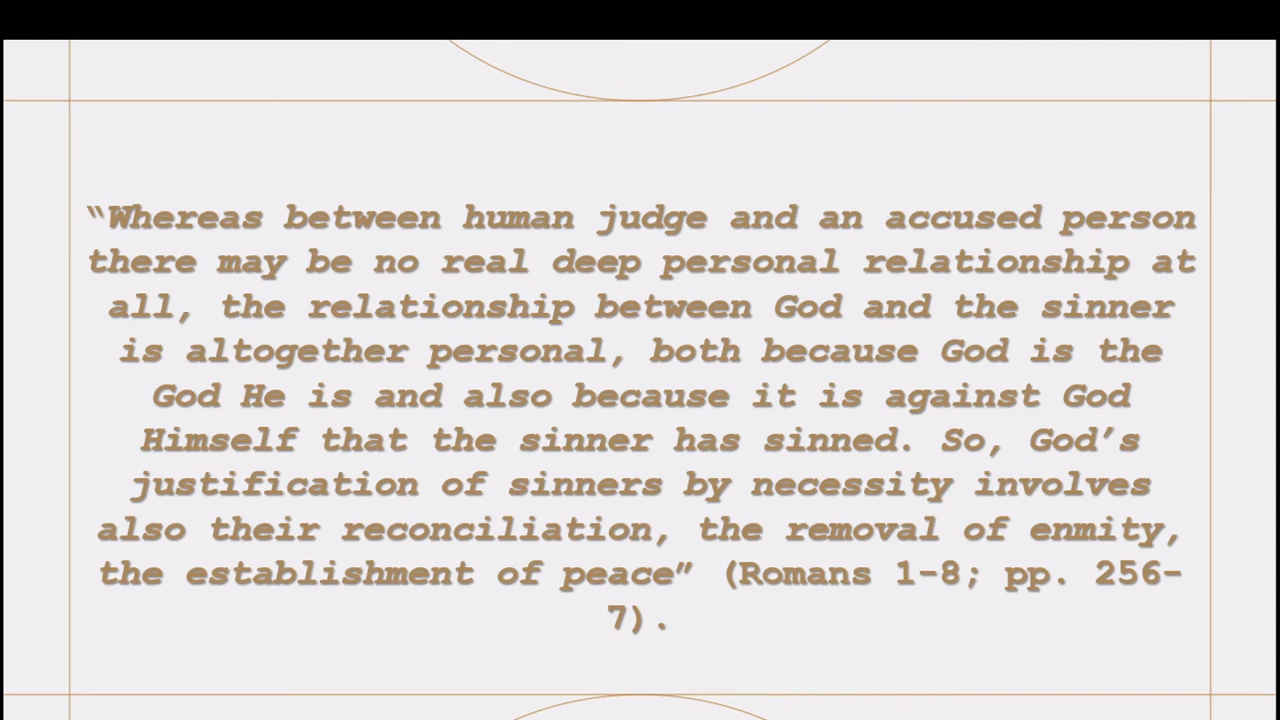 “Whereas between human judge and an accused person
there may be no real deep personal relationship at
all, the relationship between God and the sinner
is altogether personal, both because God is the
God He is and also because it is against God
Himself that the sinner has sinned. So, God’s
justification of sinners by necessity involves
also their reconciliation, the removal of enmity,
the establishment of peace” (Romans 1-8; pp. 256-
7).